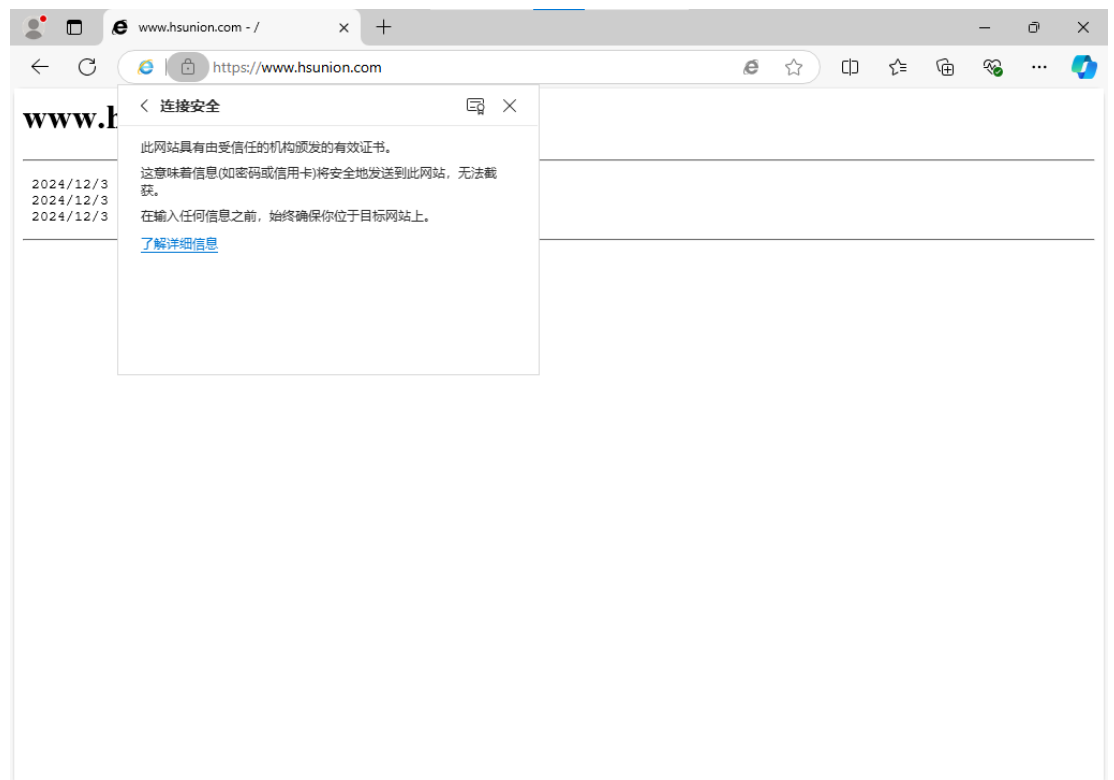 www.hsunion.com - /
https://www.hsunion.com
连接安全
www.h
此网站具有由受信任的机构颁发的有效证书。
这意味着信息(如密码或信用卡)将安全地发送到此网站，无法截
获。
在输入任何信息之前，始终确保你位于目标网站上。
了解详细信息
2024/12/3
2024/12/3
2024/12/3